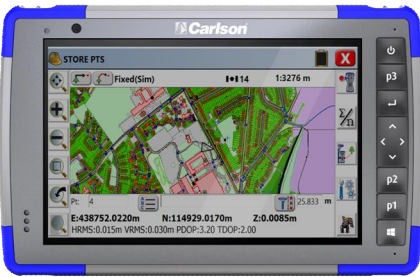 Carlson
STORE PTS
X
Fixed(Sim)
14
1:3276 m
p3
Σ/n
Pt:
4
25.833 m
E:438752.0220m N:114929.0170m Z:0.0085m
HRMS:0.015m VRMS:0.030m PDOP:3.20 TDOP:2.00
p2
p1